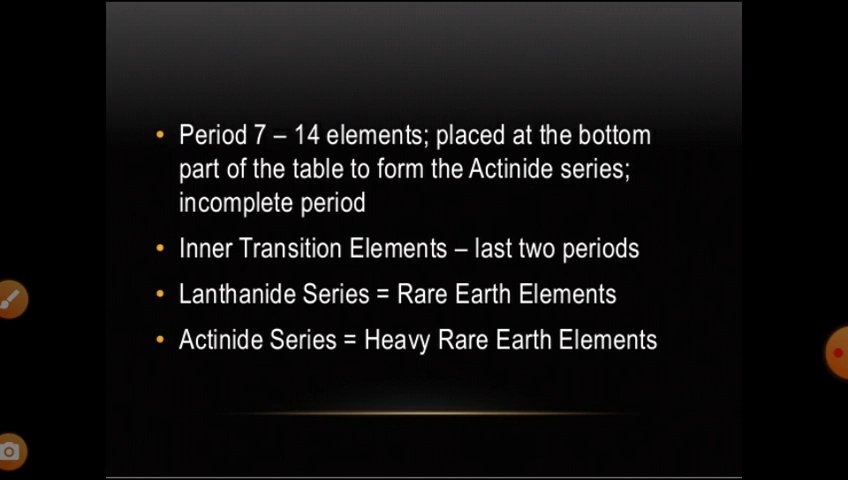 • Period 7 – 14 elements; placed at the bottom
part of the table to form the Actinide series;
incomplete period
• Inner Transition Elements – last two periods
• Lanthanide Series = Rare Earth Elements
• Actinide Series = Heavy Rare Earth Elements